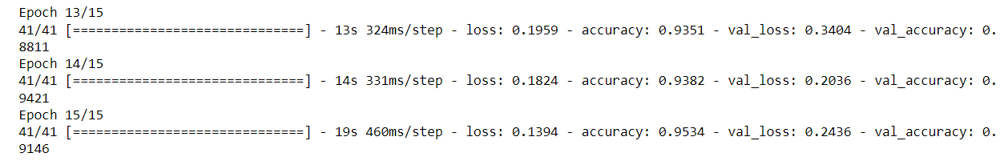 Epoch 13/15
41/41 [==============================] - 13s 324ms/step - loss: 0.1959 - accuracy: 0.9351 - val_loss: 0.3404 - val_accuracy: 0.
8811
Epoch 14/15
41/41 [==============================] - 14s 331ms/step - loss: 0.1824 - accuracy: 0.9382 - val_loss: 0.2036 - val_accuracy: 0.
9421
Epoch 15/15
41/41 [==============================] - 19s 460ms/step - loss: 0.1394 - accuracy: 0.9534 - val_loss: 0.2436 - val_accuracy: 0.
9146